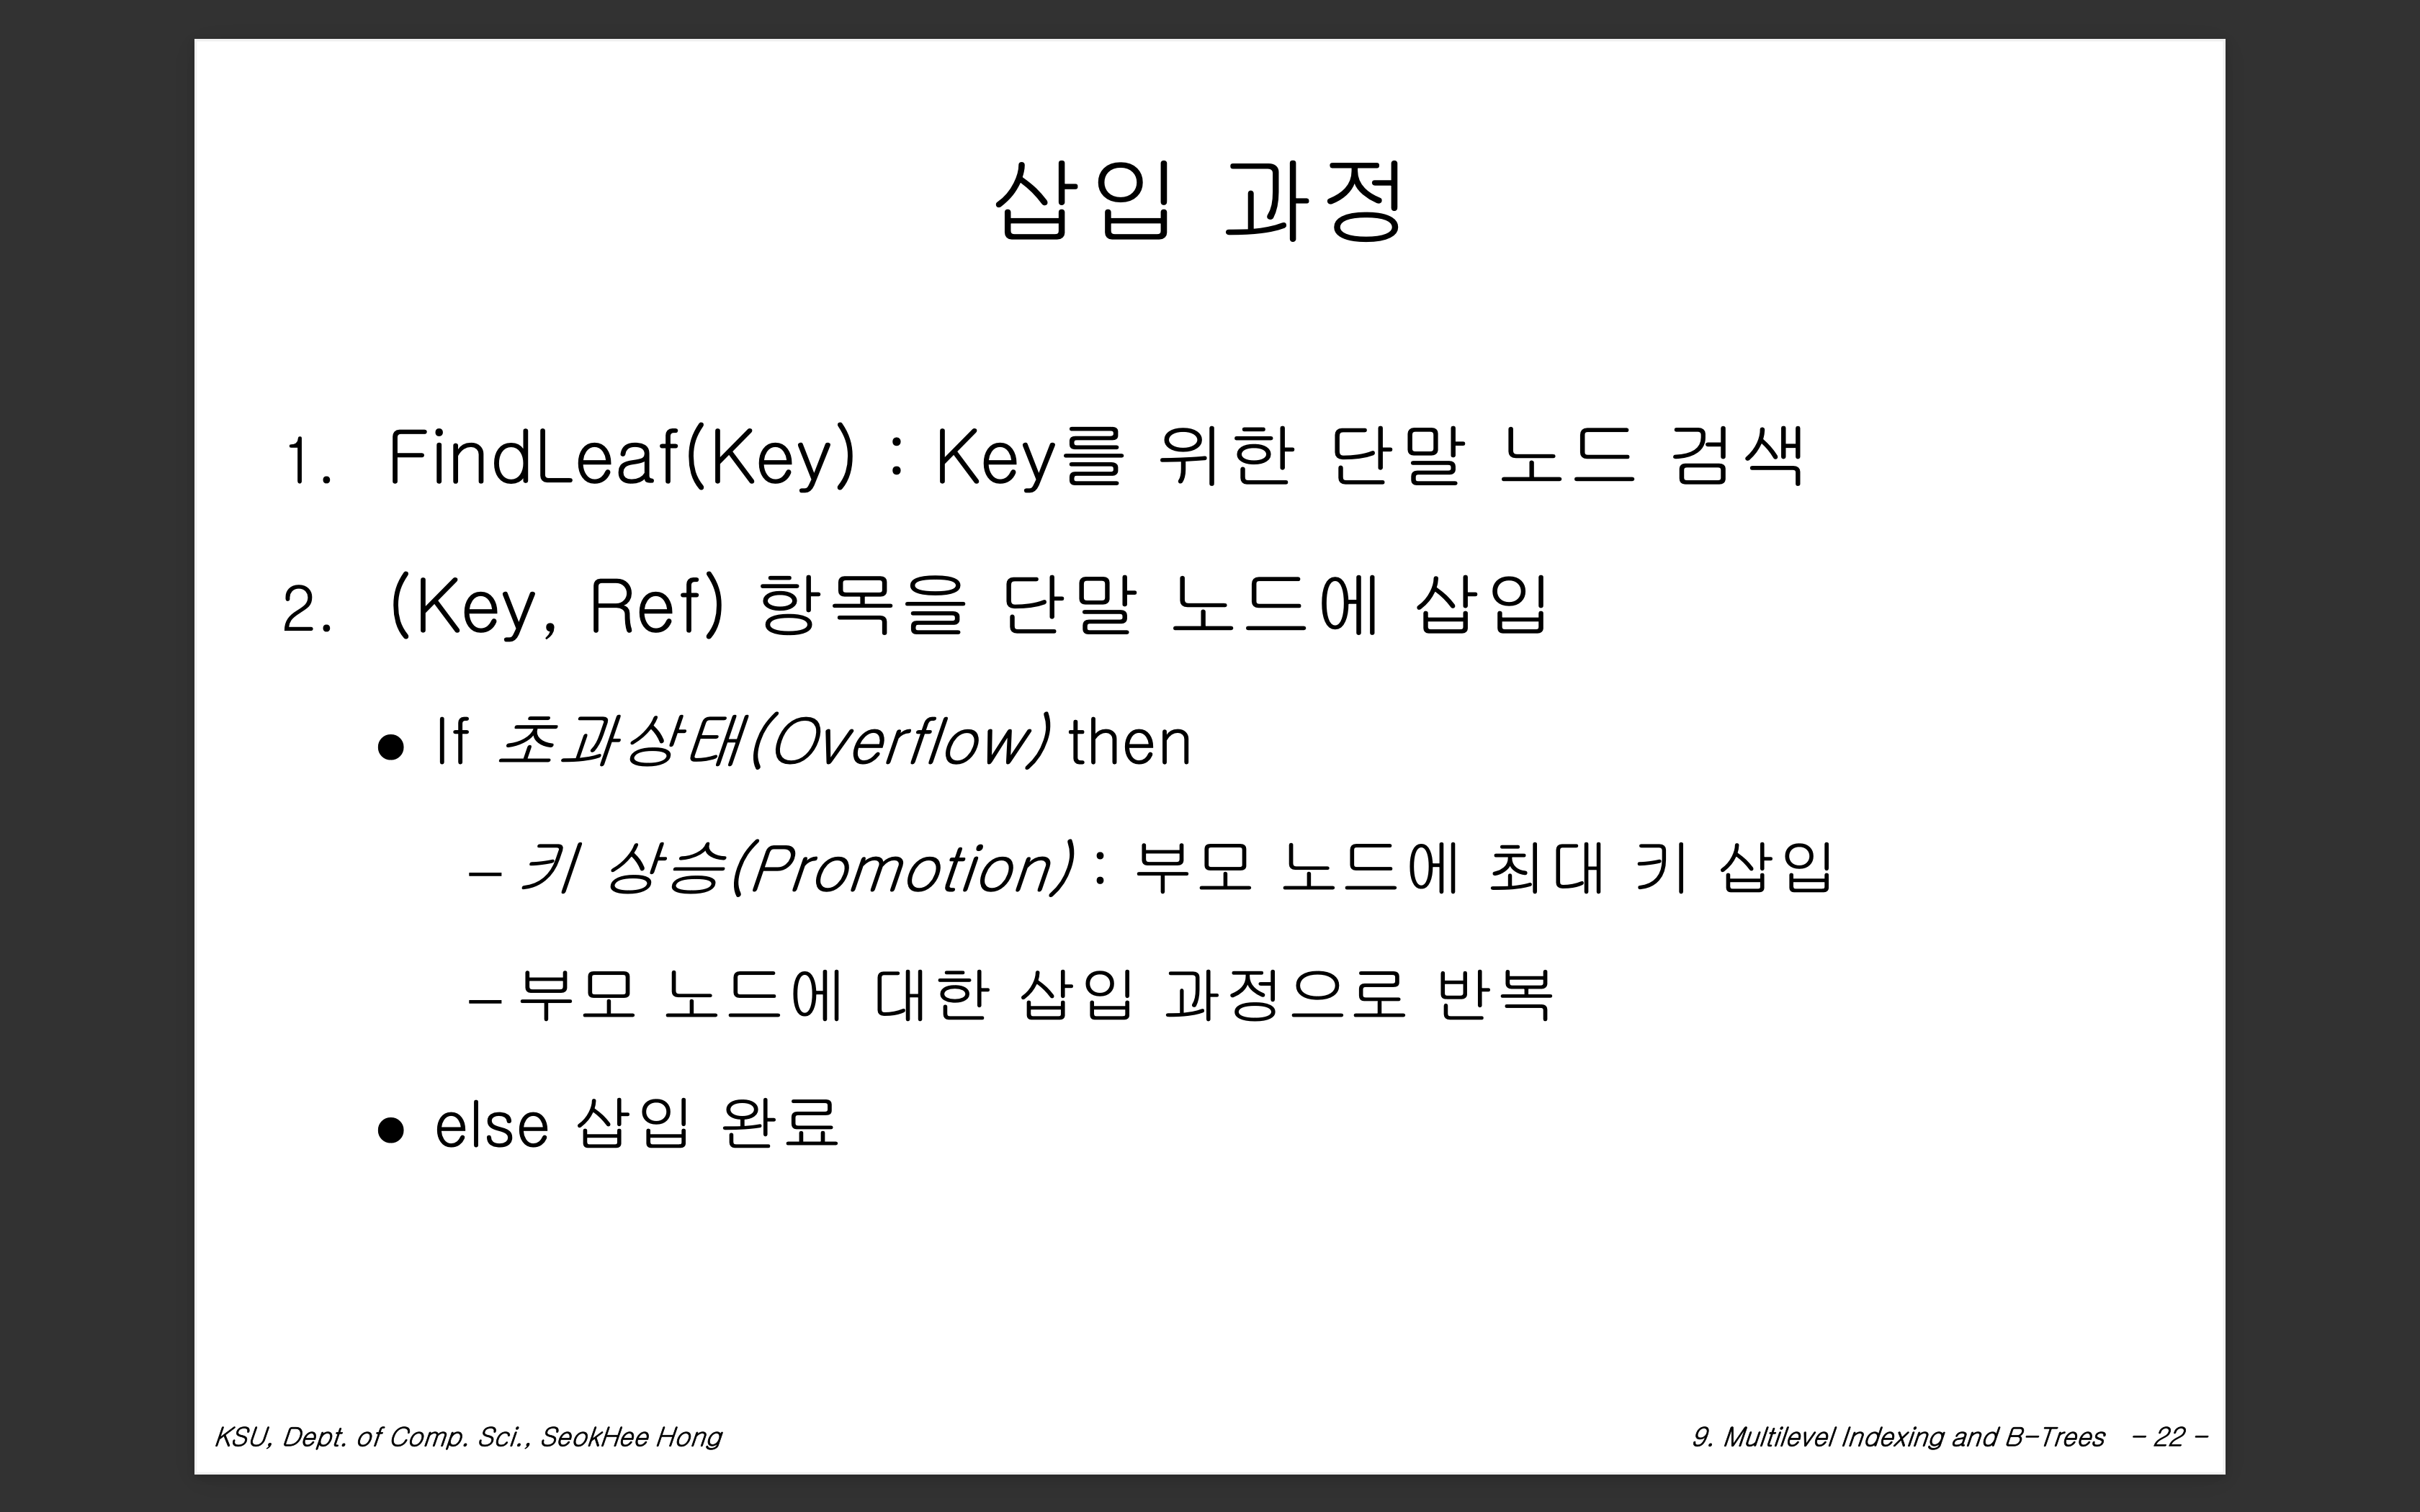 삽입 과정
1. FindLeaf(Key) : Key를 위한 단말 노드 검색
2. (Key, Ref) 항목을 단말 노드에 삽입
● If 초과상태(Overflow) then
– 키 상승(Promotion) : 부모 노드에 최대 키 삽입
– 부모 노드에 대한 삽입 과정으로 반복
● else 삽입 완료
KSU, Dept. of Comp. Sci., SeokHee Hong
9. Multilevel Indexing and B-Trees - 22 -